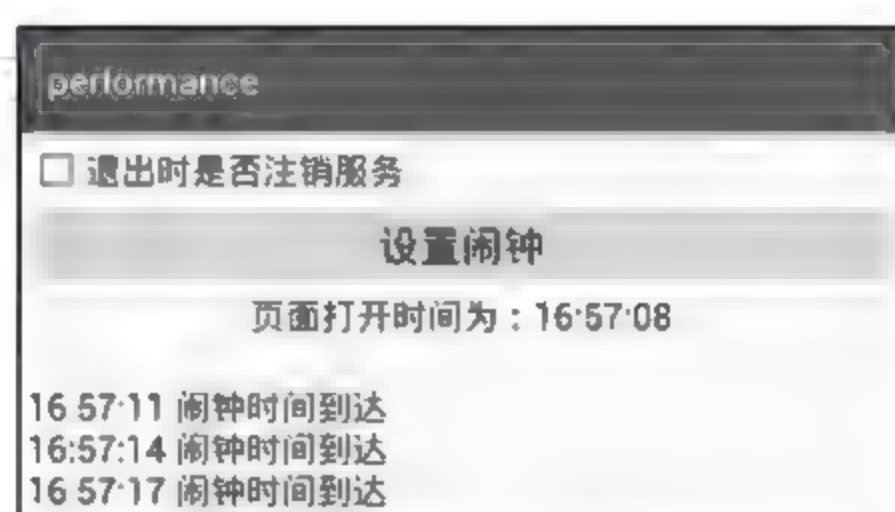 performance
退出时是否注销服务
设置闹钟
页面打开时间为：16:57:08
16:57:11 闹钟时间到达
16:57:14 闹钟时间到达
16:57:17 闹钟时间到达